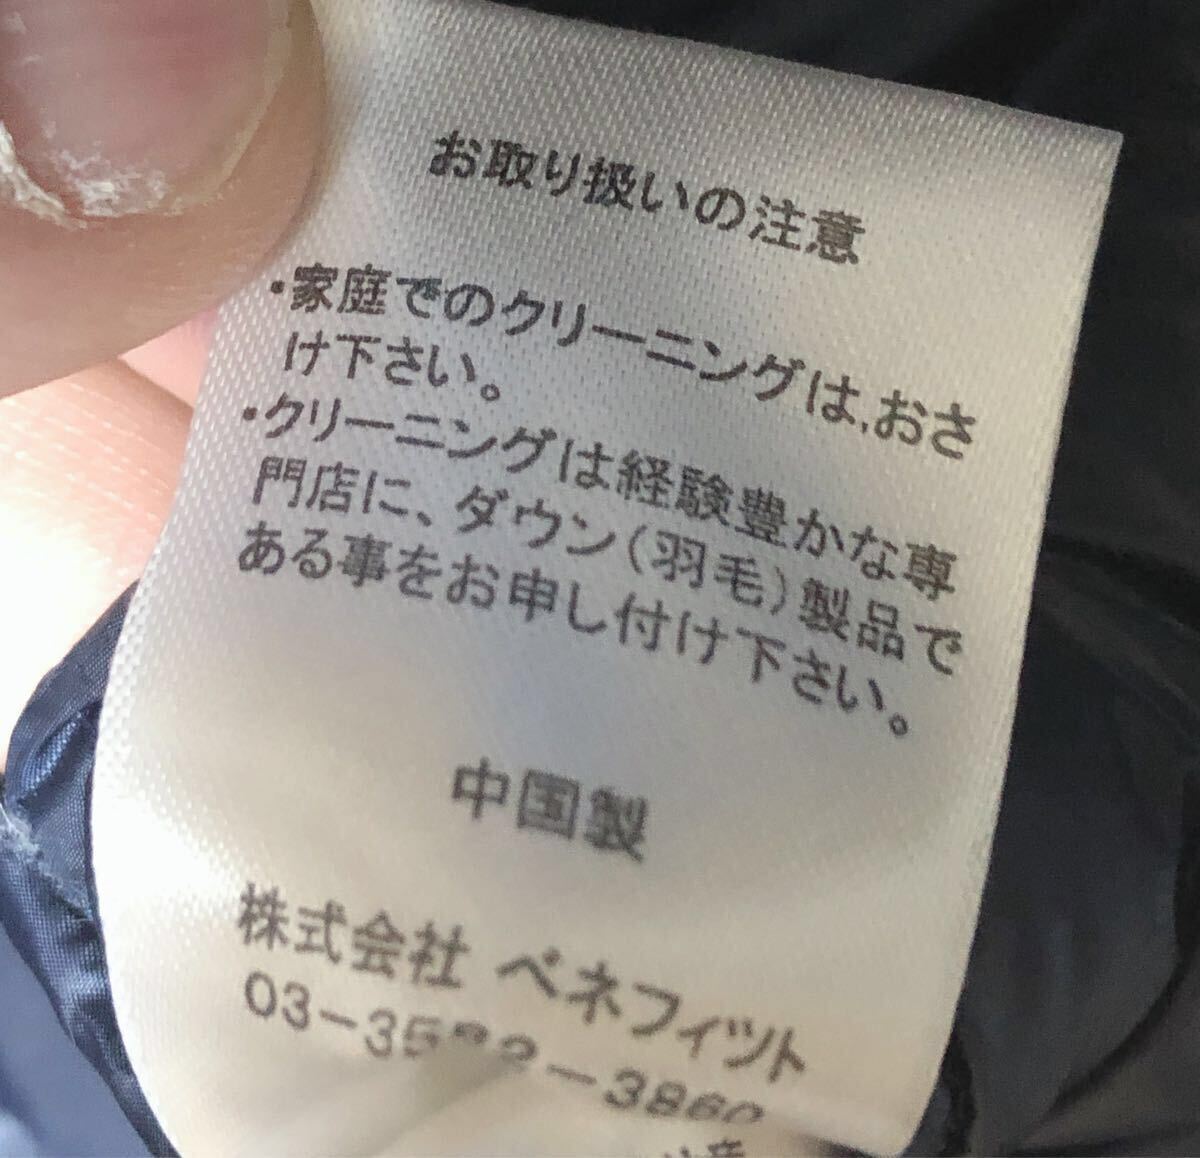 お取り扱いの注意
・家庭でのクリーニングは,おさ
け下さい。
・クリーニングは経験豊かな専
門店に、ダウン(羽毛)製品で
ある事をお申し付け下さい。
中国製
株式会社 ベネフィット